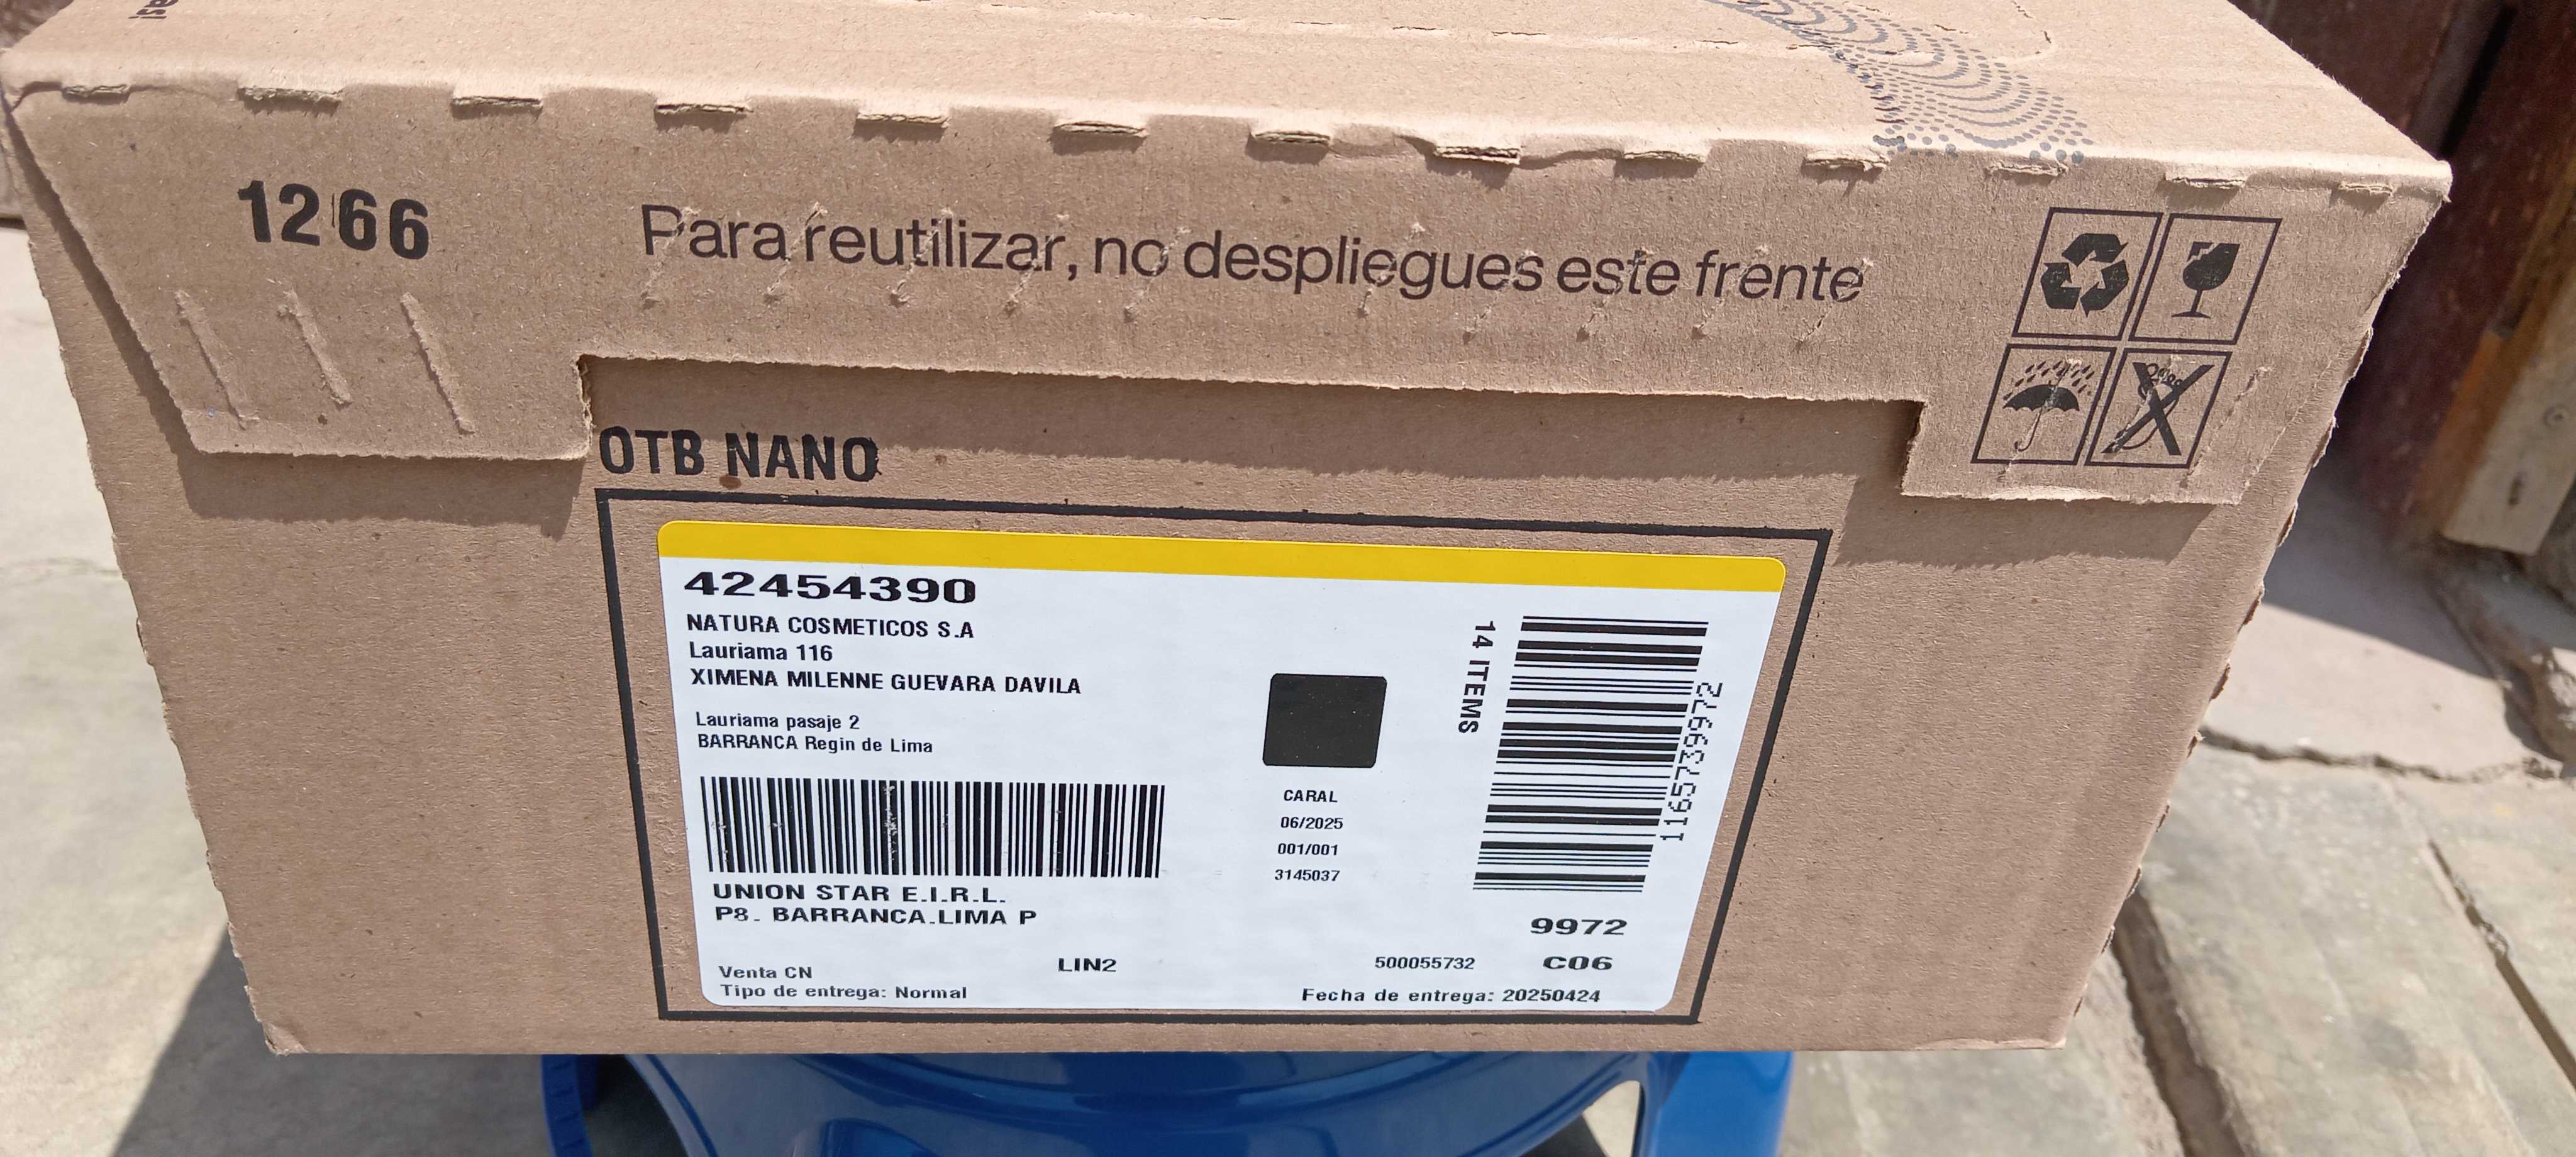 1266
Para reutilizar, no despliegues este frente
OTB NANO
42454390
NATURA COSMETICOS S.A
Lauriama 116
XIMENA MILENNE GUEVARA DAVILA
Lauriama pasaje 2
BARRANCA Regin de Lima
UNION STAR E.I.R.L.
P8. BARRANCA.LIMA P
Venta CN
Tipo de entrega: Normal
LIN2
CARAL
06/2025
001/001
3145037
14 ITEMS
1165739972
9972
500055732
C06
Fecha de entrega: 20250424